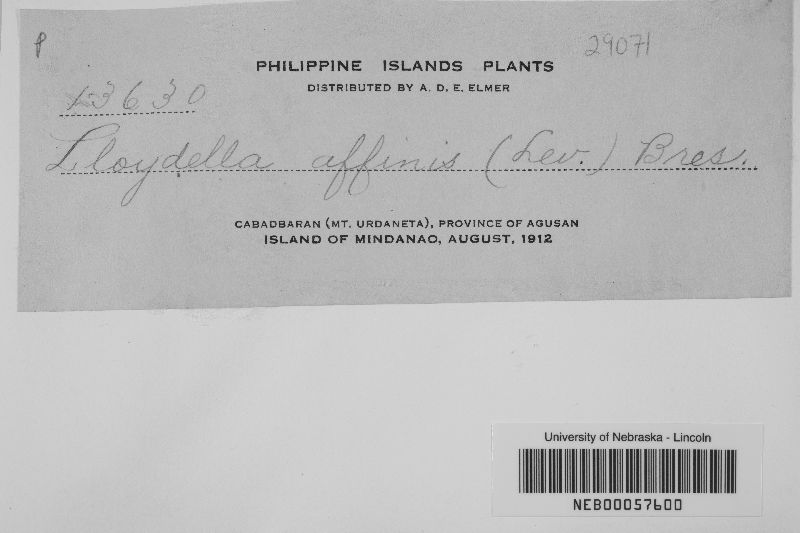 P
29071
PHILIPPINE ISLANDS PLANTS
DISTRIBUTED BY A. D. E. ELMER
13630
Lloydella affinis (Lev.) Bres.
CABADBARAN (MT. URDANETA), PROVINCE OF AGUSAN
ISLAND OF MINDANAO, AUGUST, 1912
University of Nebraska - Lincoln
NEB00057600